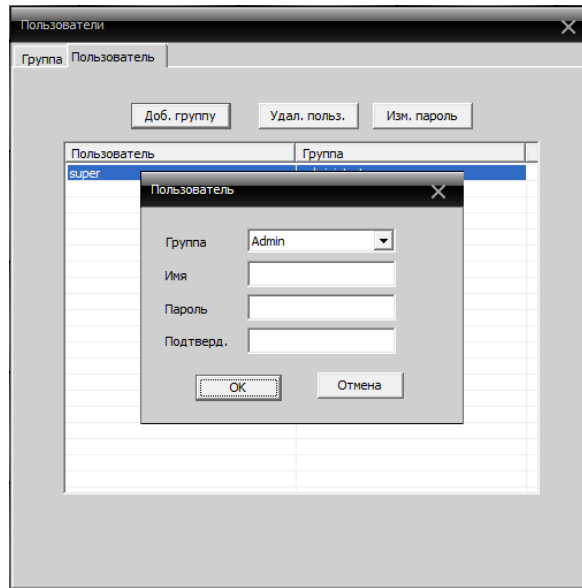 Пользователи
Группа Пользователь
Доб. группу Удал. польз. Изм. пароль
Пользователь Группа
super
Пользователь
Группа Admin
Имя
Пароль
Подтверд.
OK Отмена